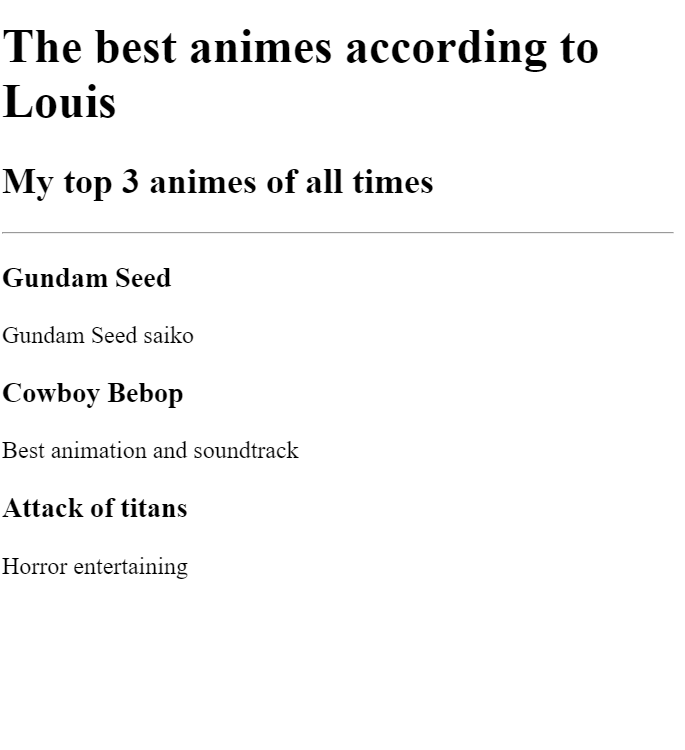 The best animes according to
Louis
My top 3 animes of all times
Gundam Seed
Gundam Seed saiko
Cowboy Bebop
Best animation and soundtrack
Attack of titans
Horror entertaining